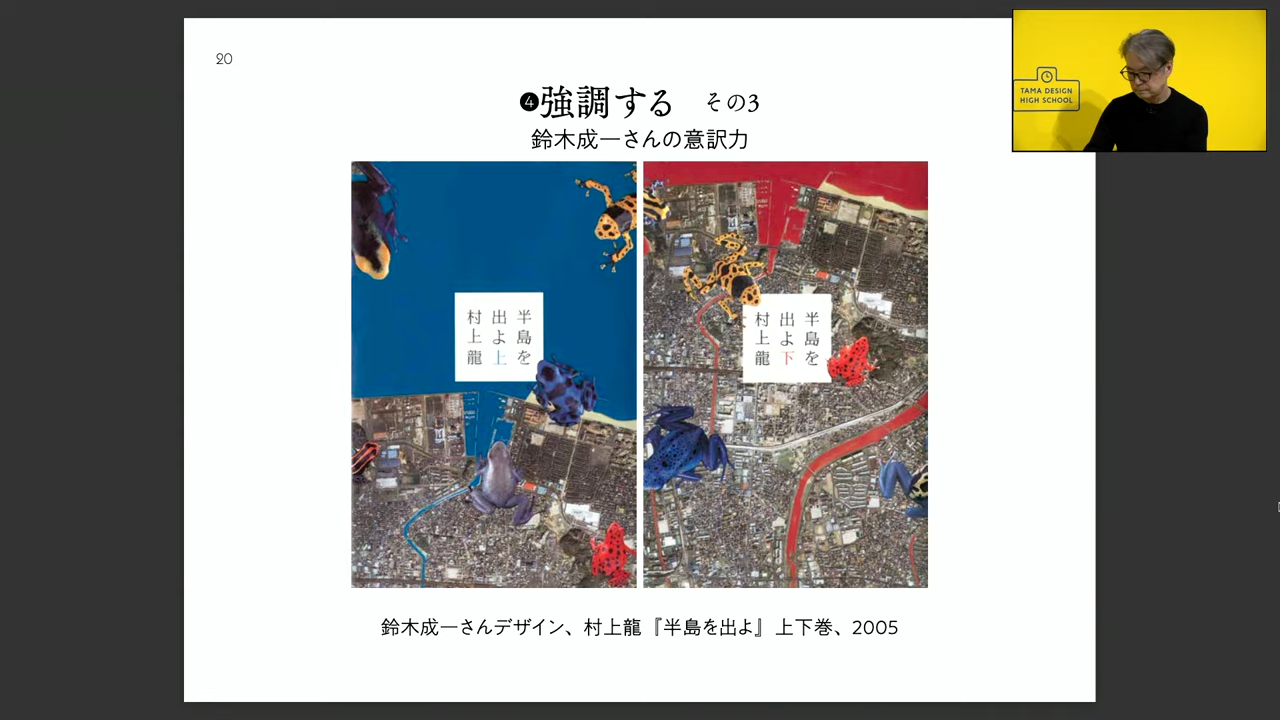 20
❹強調する その3
鈴木成一さんの意訳力
半島を
出よ上
村上龍
半島を
出よ下
村上龍
鈴木成一さんデザイン、村上龍『半島を出よ』上下巻、2005
TAMA DESIGN
HIGH SCHOOL